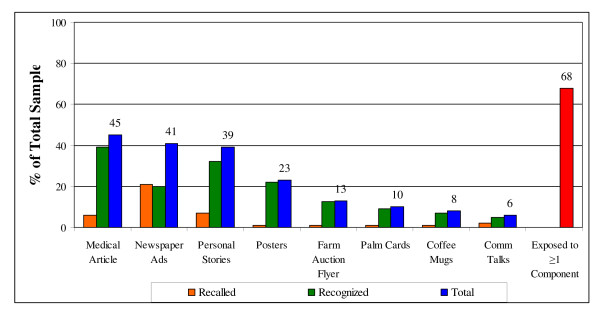 % of Total Sample
100
80
60
40
20
0
45
41
39
23
13
10
8
6
68
Medical
Article
Newspaper
Ads
Personal
Stories
Posters
Farm
Auction
Flyer
Palm Cards
Coffee
Mugs
Comm
Talks
Exposed to
≥1
Component
Recalled
Recognized
Total